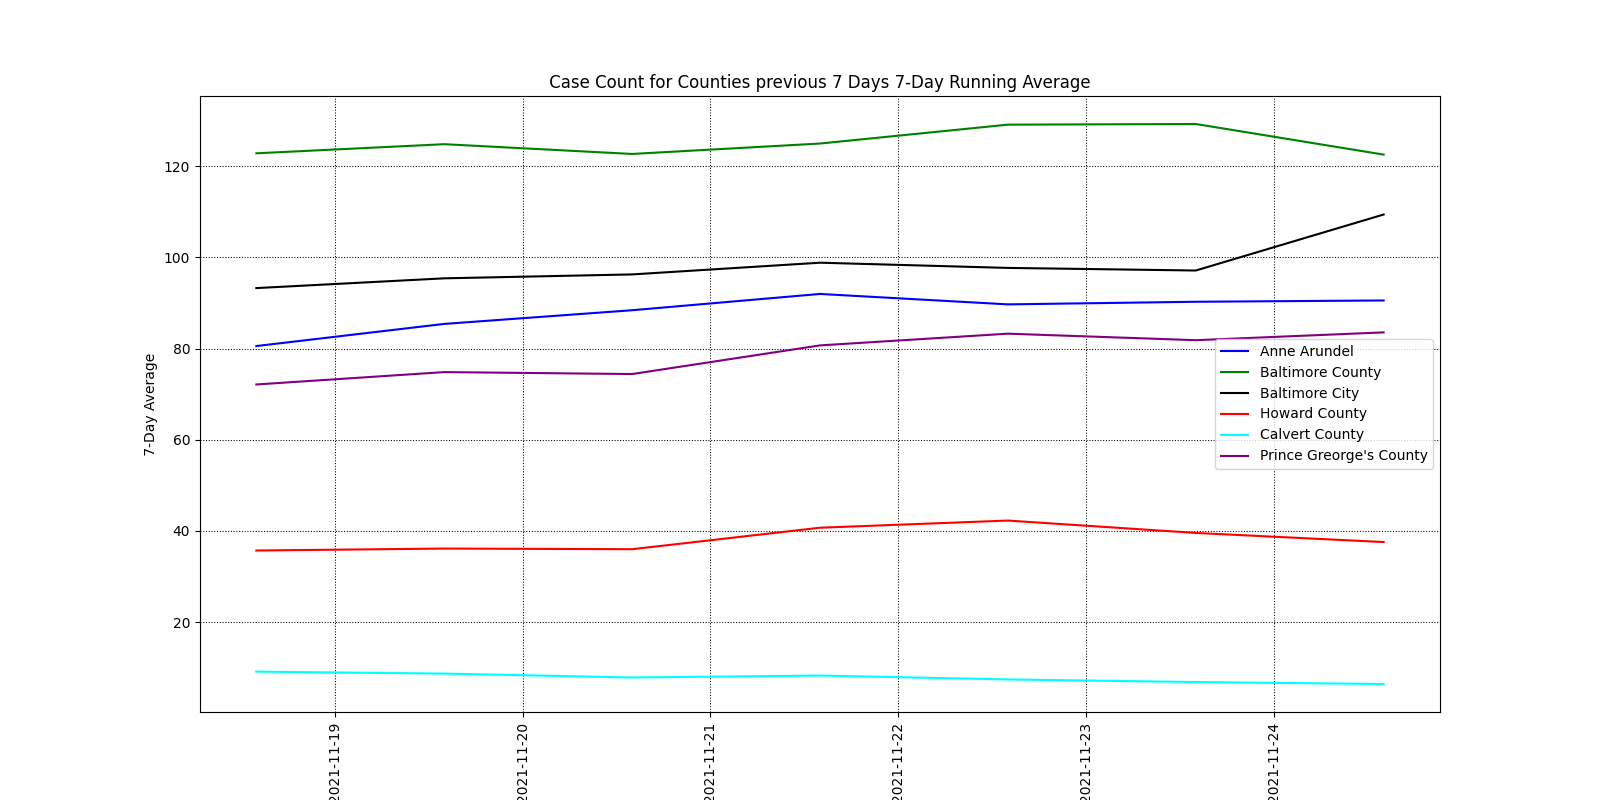 Case Count for Counties previous 7 Days 7-Day Running Average
7-Day Average
120
100
80
60
40
20
Anne Arundel
Baltimore County
Baltimore City
Howard County
Calvert County
Prince Greorge's County
2021-11-19
2021-11-20
2021-11-21
2021-11-22
2021-11-23
2021-11-24